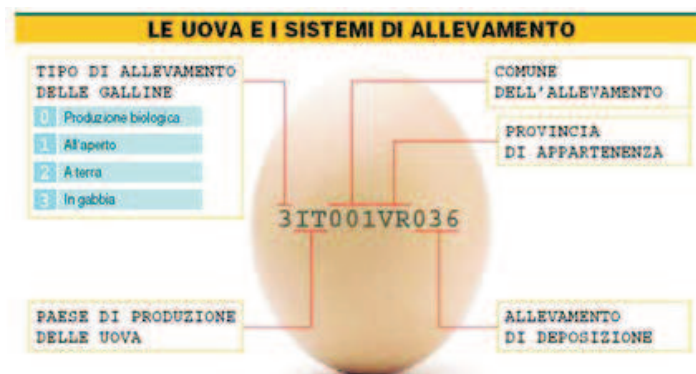 LE UOVA E I SISTEMI DI ALLEVAMENTO
TIPO DI ALLEVAMENTO
DELLE GALLINE
0 Produzione biologica
1 All'aperto
2 A terra
3 In gabbia
COMUNE
DELL'ALLEVAMENTO
PROVINCIA
DI APPARTENENZA
3IT001VR036
PAESE DI PRODUZIONE
DELLE UOVA
ALLEVAMENTO
DI DEPOSIZIONE